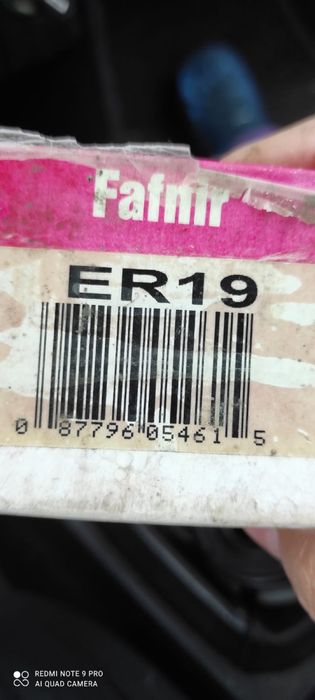 Fafnir
ER19
0 87796 05461 5
REDMI NOTE 9 PRO
AI QUAD CAMERA